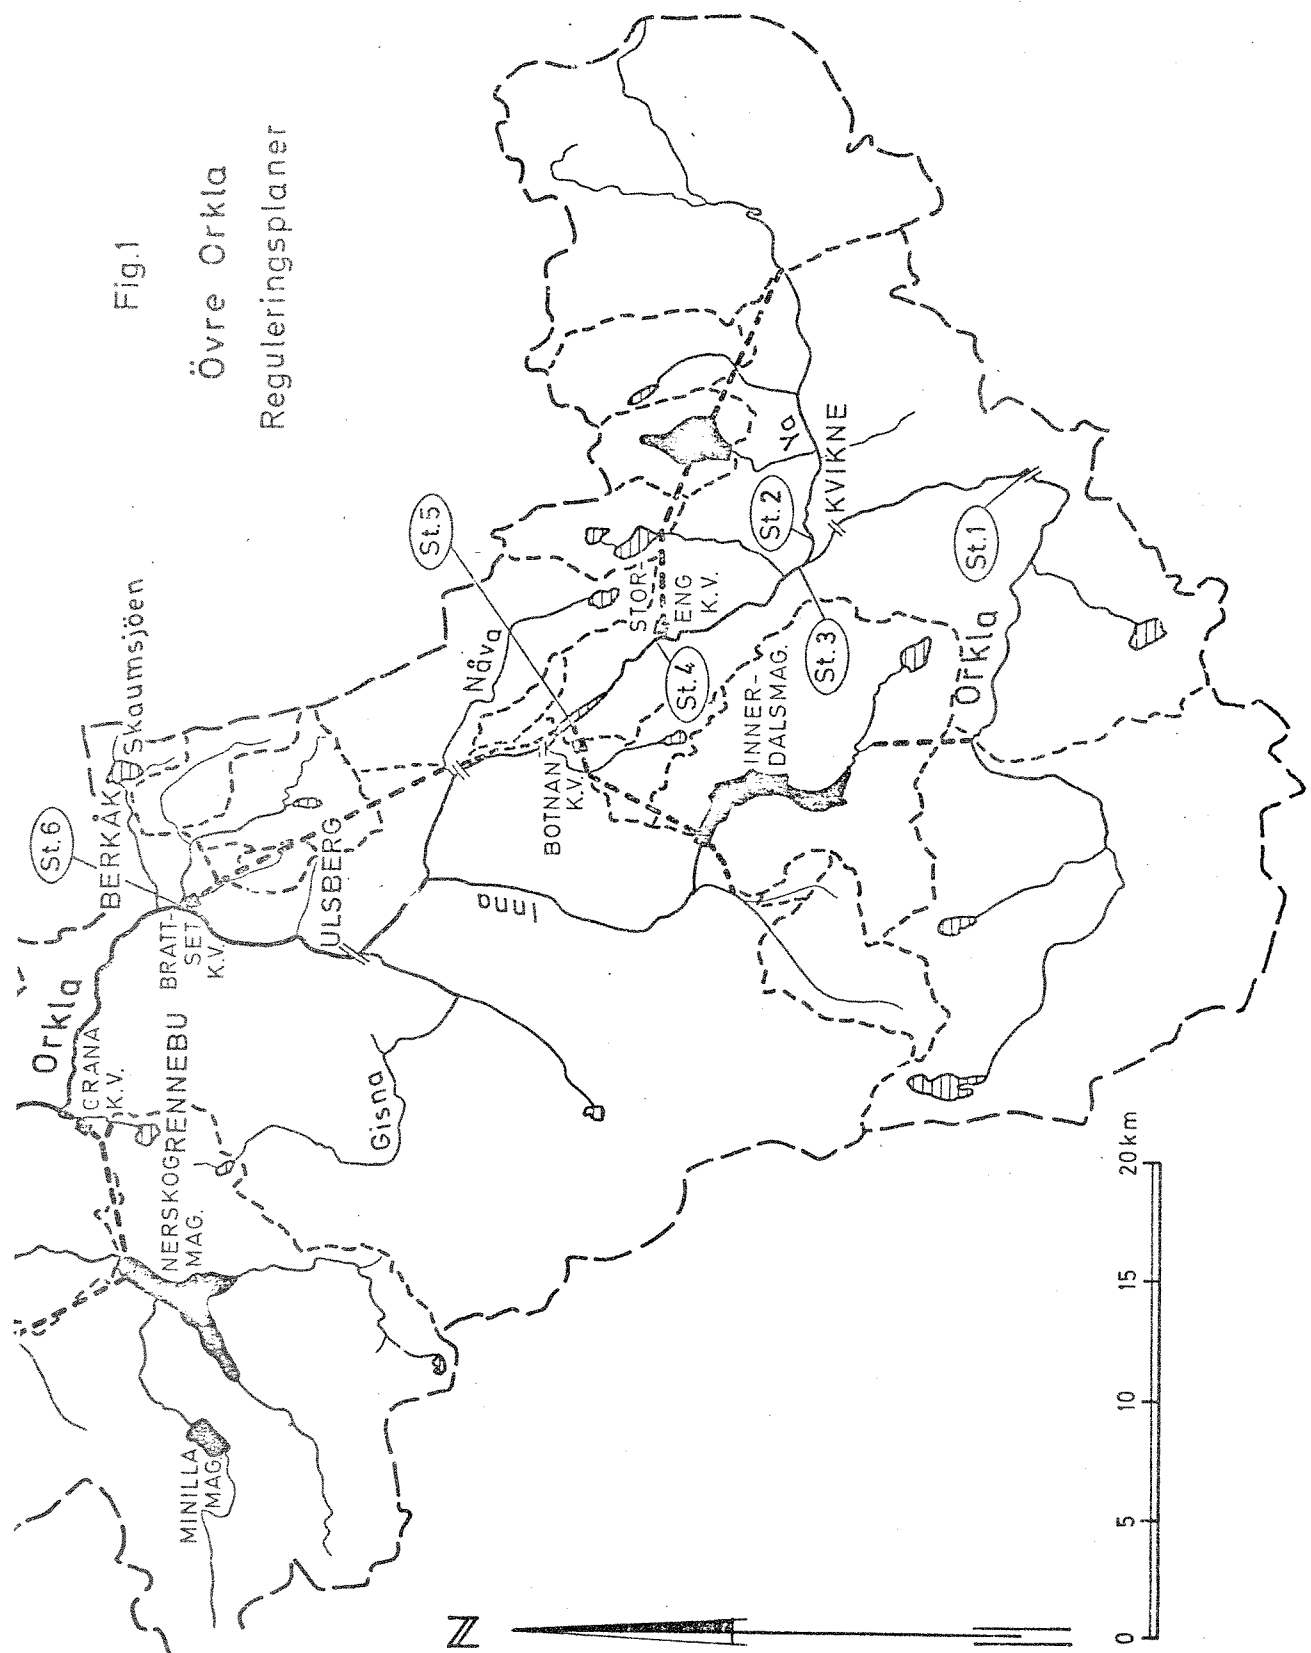 Fig.1
Övre Orkla
Reguleringsplaner
Skaumsjöen
BERKÅK
St.6
Orkla
BRATT-
SET
K.V.
ULSBERG
GRANA
K.V.
RENNEBU
NERSKOG
MAG.
MINILLA
MAG.
Gisna
Inna
Nåva
St.5
BOTNAN
K.V.
STOR-
ENG
K.V.
St.4
INNER-
DALSMAG.
St.3
St.2
Ya
KVIKNE
St.1
Orkla
N
0 5 10 15 20km